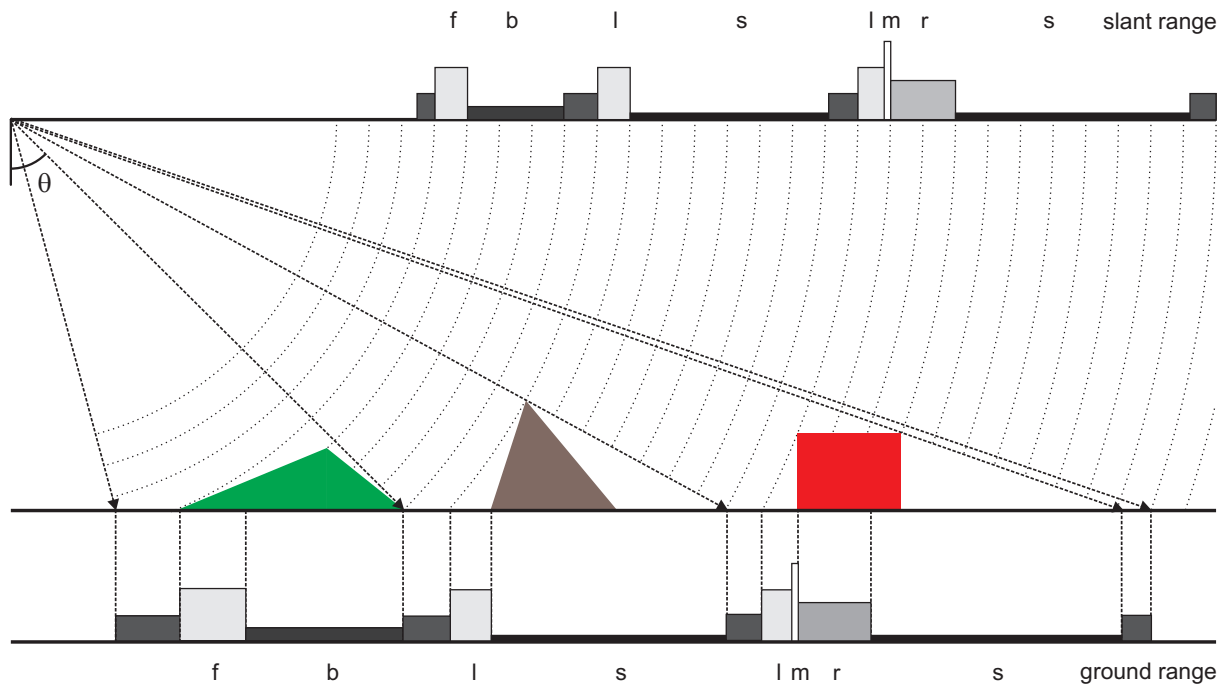 f b l s l m r s slant range
θ
f b l s l m r s ground range